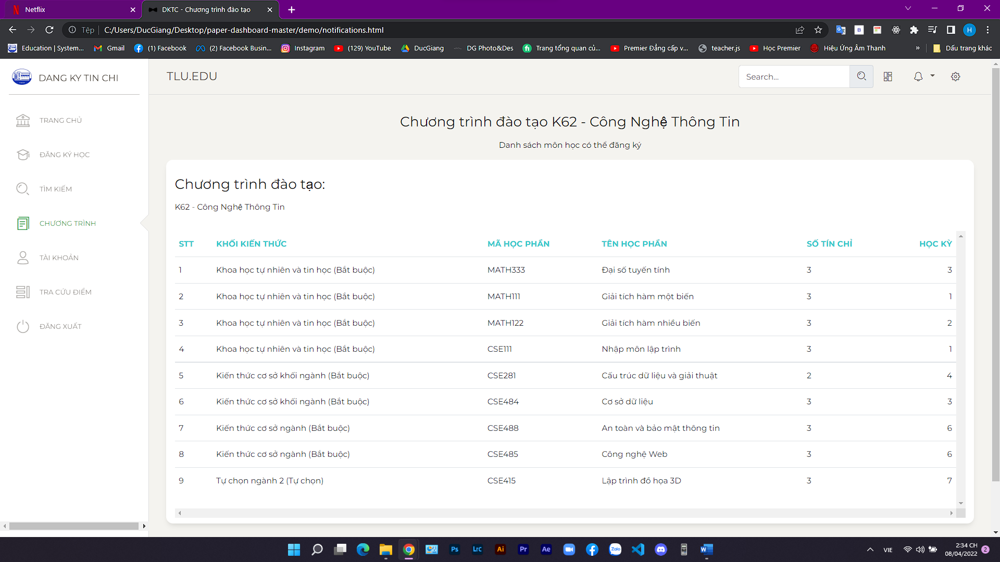 Netflix
DKTC - Chương trình đào tạo
Tệp
C:/Users/DucGiang/Desktop/paper-dashboard-master/demo/notifications.html
B
H
Education | System...
Gmail
(1) Facebook
(2) Facebook Busin...
Instagram
(129) YouTube
DucGiang
DG Photo&Des
Trang tổng quan củ...
Premier Đẳng cấp v...
teacher.js
Học Premier
Hiệu Ứng Âm Thanh
»
Dấu trang khác
DANG KY TIN CHI
TLU.EDU
Search...
TRANG CHỦ
ĐĂNG KÝ HỌC
TÌM KIẾM
CHƯƠNG TRÌNH
TÀI KHOẢN
TRA CỨU ĐIỂM
ĐĂNG XUẤT
Chương trình đào tạo K62 - Công Nghệ Thông Tin
Danh sách môn học có thể đăng ký
Chương trình đào tạo:
K62 - Công Nghệ Thông Tin
STT KHỐI KIẾN THỨC MÃ HỌC PHẦN TÊN HỌC PHẦN SỐ TÍN CHỈ HỌC KỲ
1 Khoa học tự nhiên và tin học (Bắt buộc) MATH333 Đại số tuyến tính 3 3
2 Khoa học tự nhiên và tin học (Bắt buộc) MATH111 Giải tích hàm một biến 3 1
3 Khoa học tự nhiên và tin học (Bắt buộc) MATH122 Giải tích hàm nhiều biến 3 2
4 Khoa học tự nhiên và tin học (Bắt buộc) CSE111 Nhập môn lập trình 3 1
5 Kiến thức cơ sở khối ngành (Bắt buộc) CSE281 Cấu trúc dữ liệu và giải thuật 2 4
6 Kiến thức cơ sở khối ngành (Bắt buộc) CSE484 Cơ sở dữ liệu 3 3
7 Kiến thức cơ sở ngành (Bắt buộc) CSE488 An toàn và bảo mật thông tin 3 6
8 Kiến thức cơ sở ngành (Bắt buộc) CSE485 Công nghệ Web 3 6
9 Tự chọn ngành 2 (Tự chọn) CSE415 Lập trình đồ họa 3D 3 7
Ps
LrC
Ai
Pr
Ae
Zalo
W
VIE
2:34 CH
08/04/2022
2